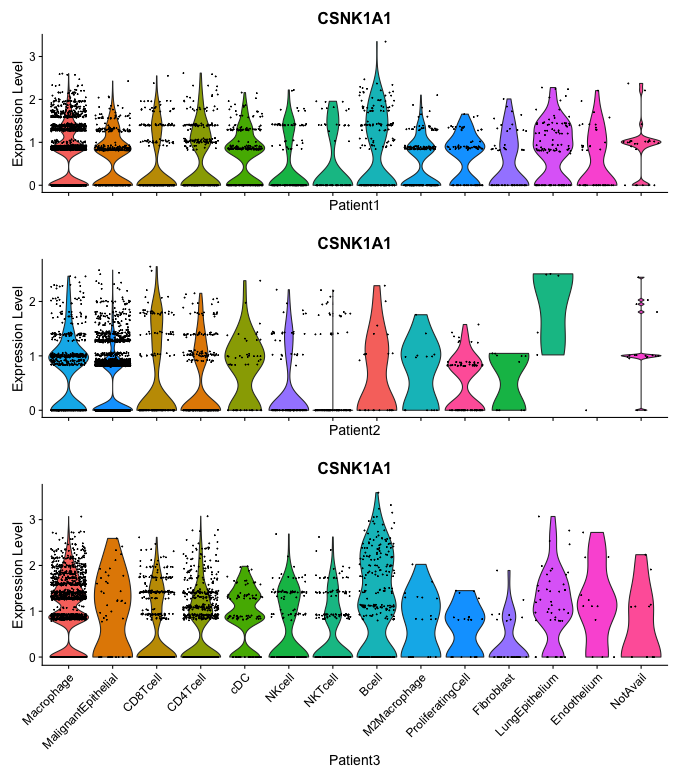 CSNK1A1
Expression Level
3
2
1
0
Patient1
CSNK1A1
Expression Level
2
1
0
Patient2
CSNK1A1
Expression Level
3
2
1
0
Macrophage
MalignantEpithelial
CD8Tcell
CD4Tcell
cDC
NKcell
NKTcell
Bcell
M2Macrophage
ProliferatingCell
Fibroblast
LungEpithelium
Endothelium
NotAvail
Patient3